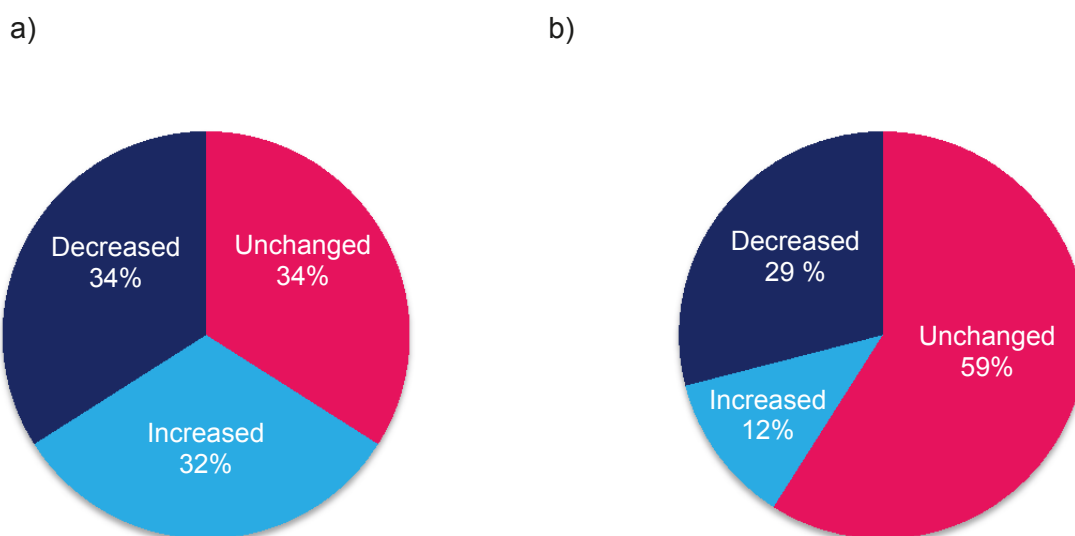 a)
b)
Decreased
34%
Unchanged
34%
Increased
32%
Decreased
29 %
Unchanged
59%
Increased
12%